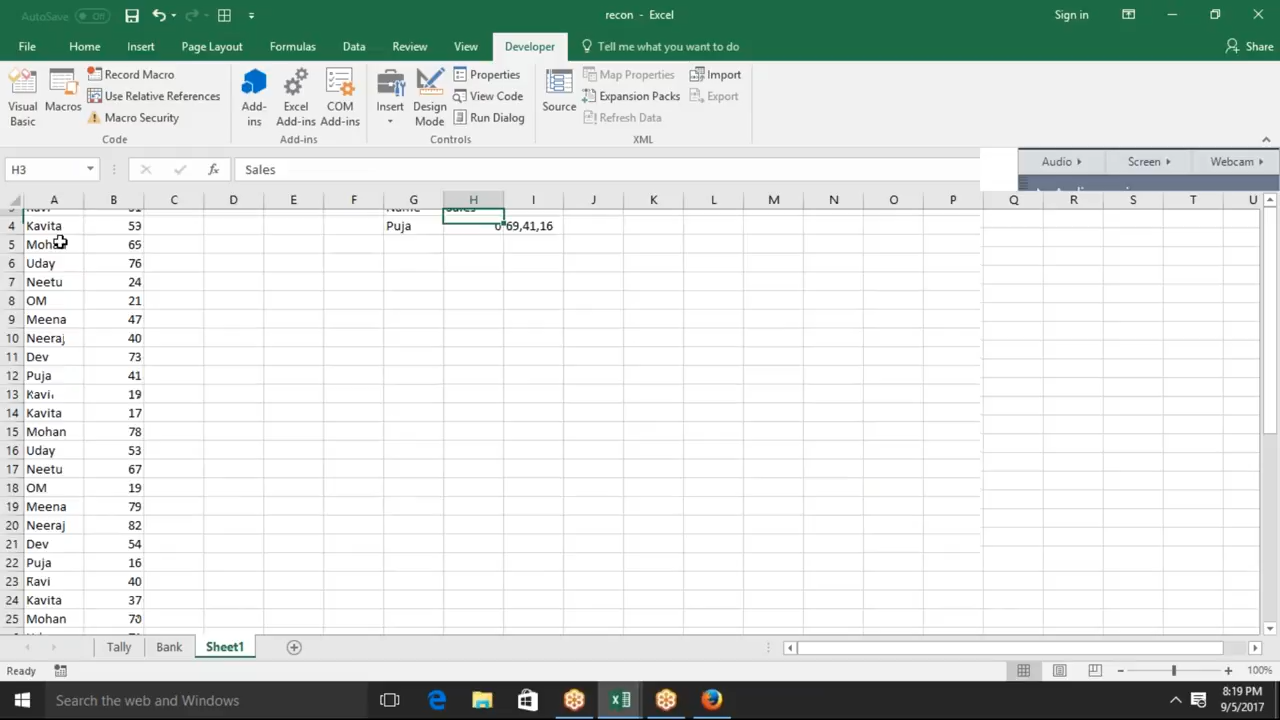 AutoSave Off
recon - Excel
Sign in
File Home Insert Page Layout Formulas Data Review View Developer Tell me what you want to do Share
Visual Basic
Macros
Record Macro
Use Relative References
Macro Security
Code
Add-ins
Excel Add-ins
COM Add-ins
Add-ins
Insert
Design Mode
Properties
View Code
Run Dialog
Controls
Source
Map Properties
Expansion Packs
Refresh Data
Import
Export
XML
H3 fx Sales
Audio Screen Webcam
A B C D E F G H I J K L M N O P Q R S T U
3 Ravi 51 Name Sales
4 Kavita 53 Puja 0 69,41,16
5 Mohan 65
6 Uday 76
7 Neetu 24
8 OM 21
9 Meena 47
10 Neeraj 40
11 Dev 73
12 Puja 41
13 Ravi 19
14 Kavita 17
15 Mohan 78
16 Uday 53
17 Neetu 67
18 OM 19
19 Meena 79
20 Neeraj 82
21 Dev 54
22 Puja 16
23 Ravi 40
24 Kavita 37
25 Mohan 70
Tally Bank Sheet1
Ready 100%
Search the web and Windows
8:19 PM
9/5/2017